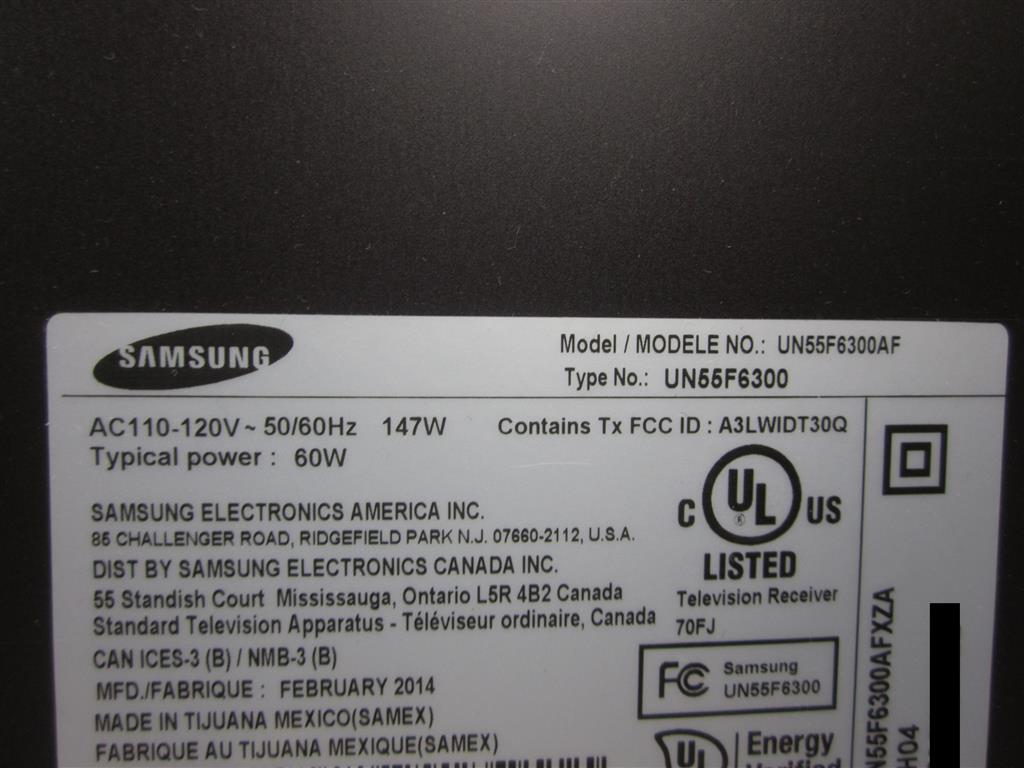 SAMSUNG
Model / MODELE NO.: UN55F6300AF
Type No.: UN55F6300
AC110-120V ~ 50/60Hz 147W
Contains Tx FCC ID : A3LWIDT30Q
Typical power : 60W
SAMSUNG ELECTRONICS AMERICA INC.
85 CHALLENGER ROAD, RIDGEFIELD PARK N.J. 07660-2112, U.S.A.
DIST BY SAMSUNG ELECTRONICS CANADA INC.
55 Standish Court Mississauga, Ontario L5R 4B2 Canada
Standard Television Apparatus - Téléviseur ordinaire, Canada
CAN ICES-3 (B) / NMB-3 (B)
MFD./FABRIQUE : FEBRUARY 2014
MADE IN TIJUANA MEXICO(SAMEX)
FABRIQUE AU TIJUANA MEXIQUE(SAMEX)
C UL ® US
LISTED
Television Receiver
70FJ
FC Samsung
UN55F6300
UL Energy
Verified
N55F6300AFXZA
H04